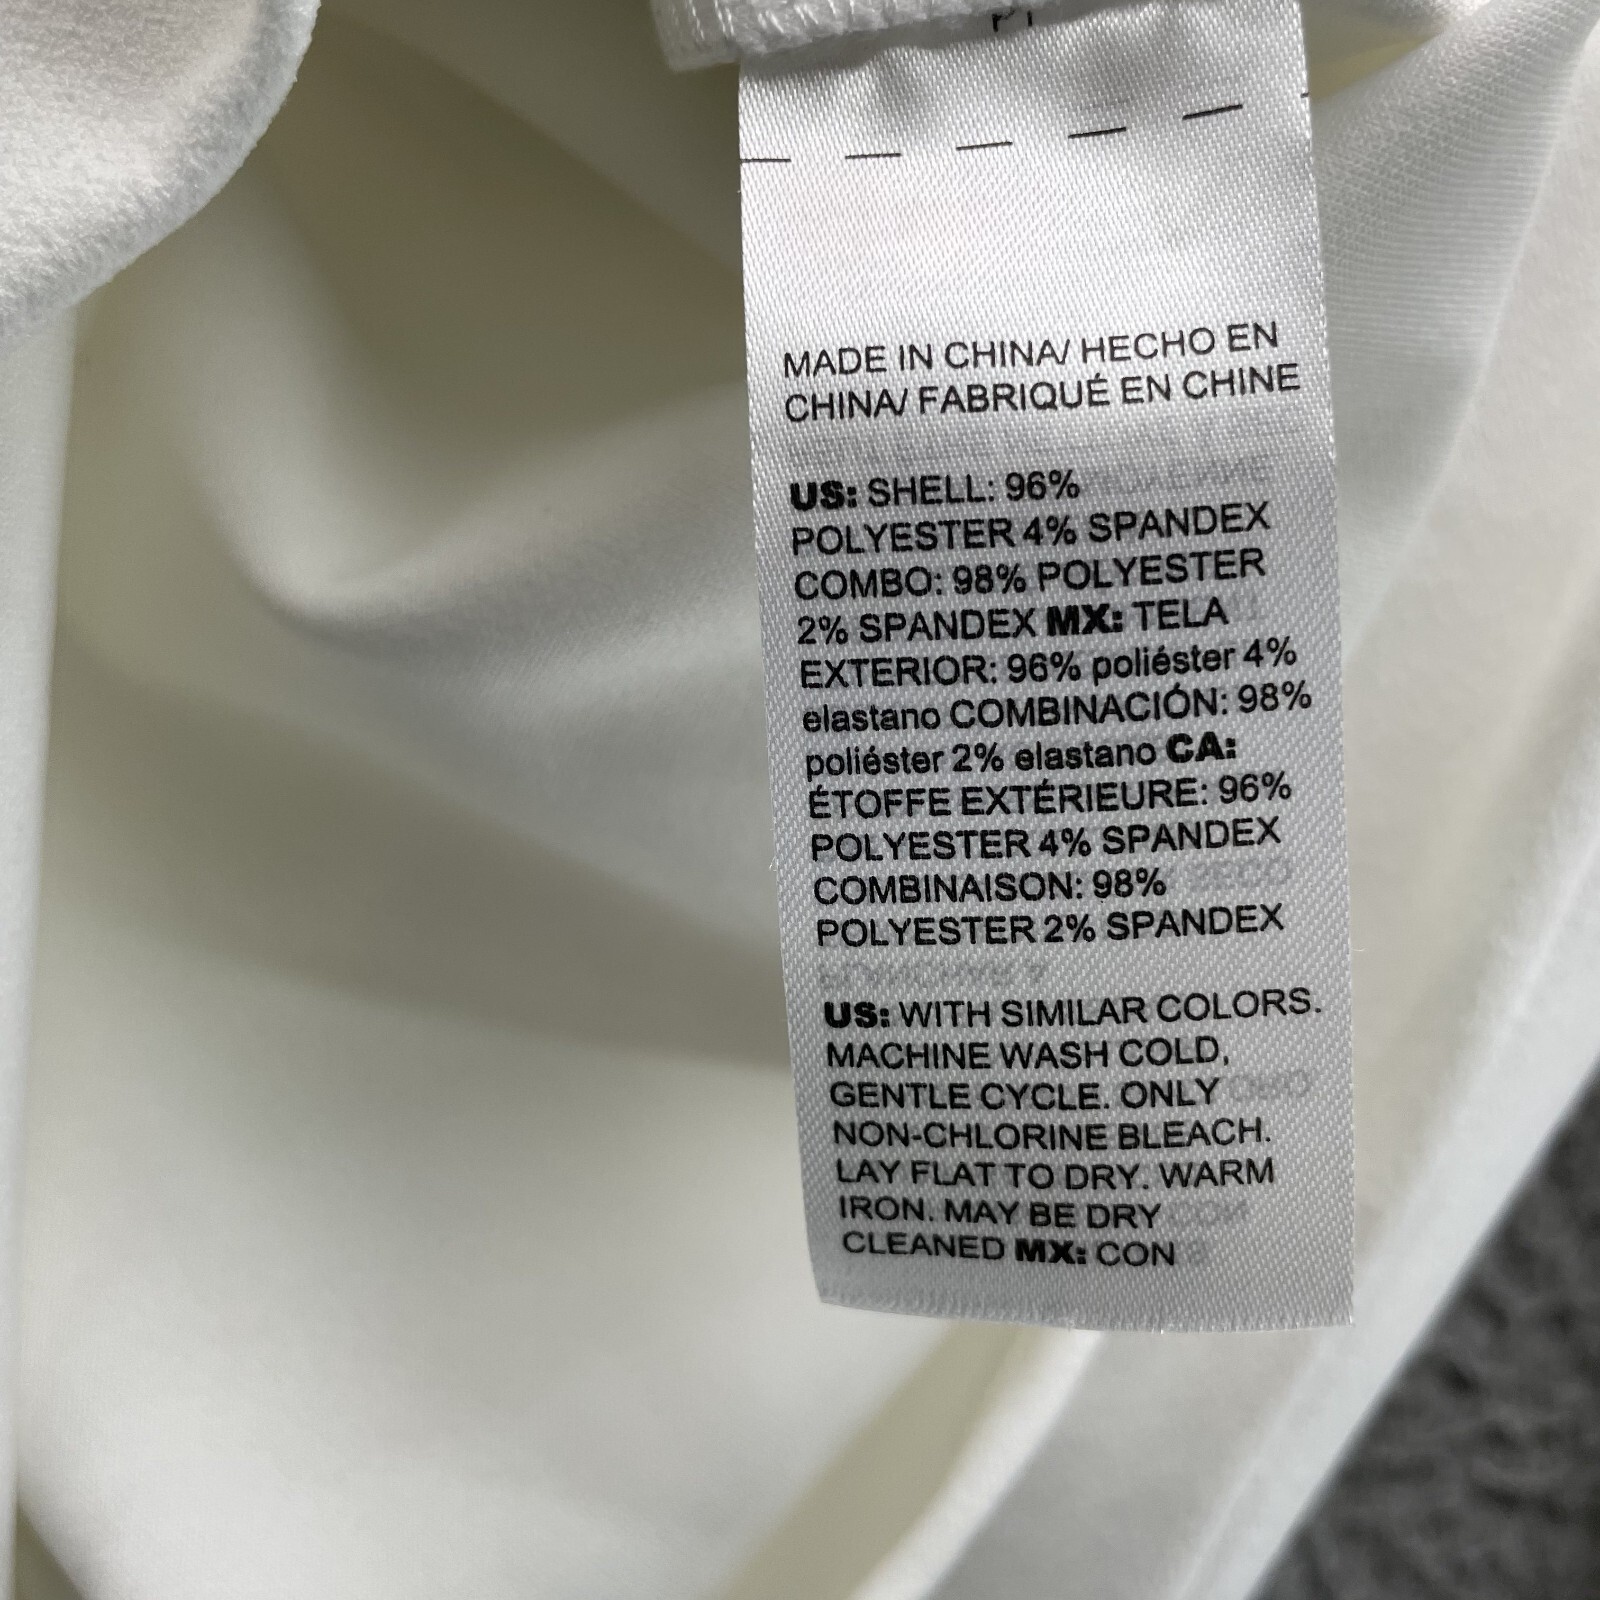 MADE IN CHINA/ HECHO EN
CHINA/ FABRIQUÉ EN CHINE
US: SHELL: 96%
POLYESTER 4% SPANDEX
COMBO: 98% POLYESTER
2% SPANDEX MX: TELA
EXTERIOR: 96% poliéster 4%
elastano COMBINACIÓN: 98%
poliéster 2% elastano CA:
ÉTOFFE EXTÉRIEURE: 96%
POLYESTER 4% SPANDEX
COMBINAISON: 98%
POLYESTER 2% SPANDEX
US: WITH SIMILAR COLORS.
MACHINE WASH COLD,
GENTLE CYCLE. ONLY
NON-CHLORINE BLEACH.
LAY FLAT TO DRY. WARM
IRON. MAY BE DRY
CLEANED MX: CON